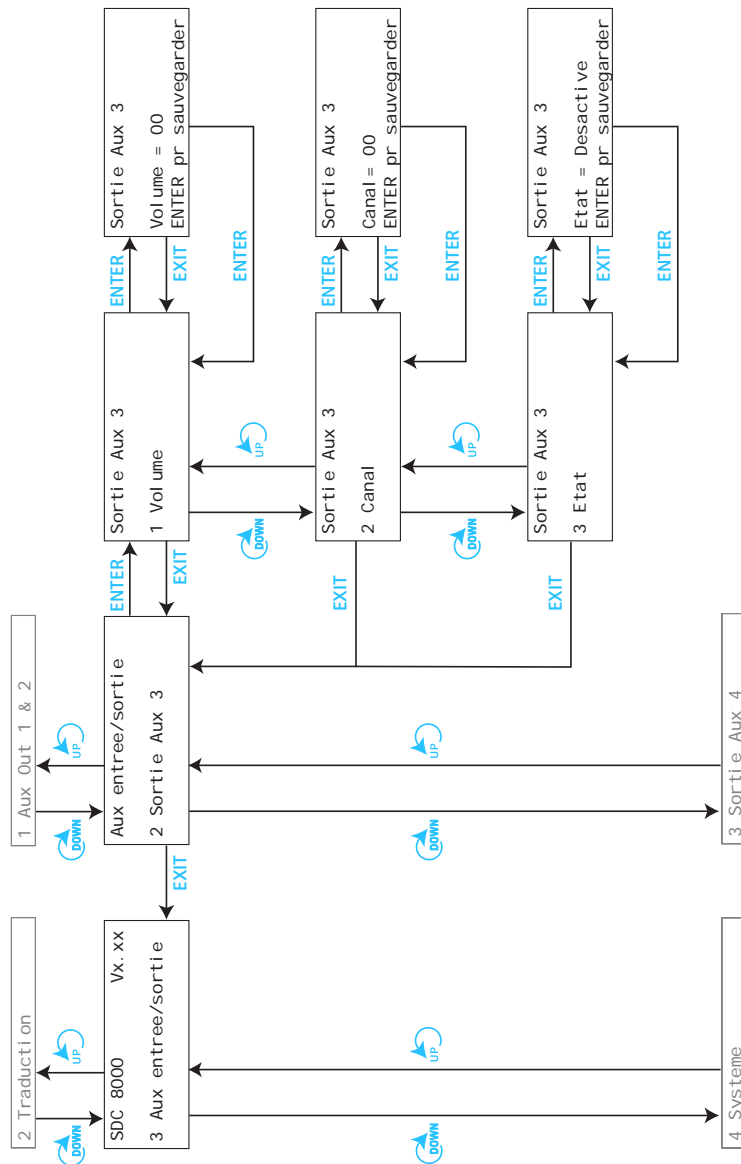 2 Traduction
DOWN
UP
SDC 8000 Vx.xx
3 Aux entree/sortie
DOWN
UP
4 Systeme
EXIT
1 Aux Out 1 & 2
DOWN
UP
Aux entree/sortie
2 Sortie Aux 3
DOWN
UP
3 Sortie Aux 4
ENTER
EXIT
EXIT
EXIT
Sortie Aux 3
1 Volume
DOWN
UP
Sortie Aux 3
2 Canal
DOWN
UP
Sortie Aux 3
3 Etat
ENTER
EXIT
ENTER
Sortie Aux 3
Volume = 00
ENTER pr sauvegarder
ENTER
EXIT
ENTER
Sortie Aux 3
Canal = 00
ENTER pr sauvegarder
ENTER
EXIT
ENTER
Sortie Aux 3
Etat = Desactive
ENTER pr sauvegarder